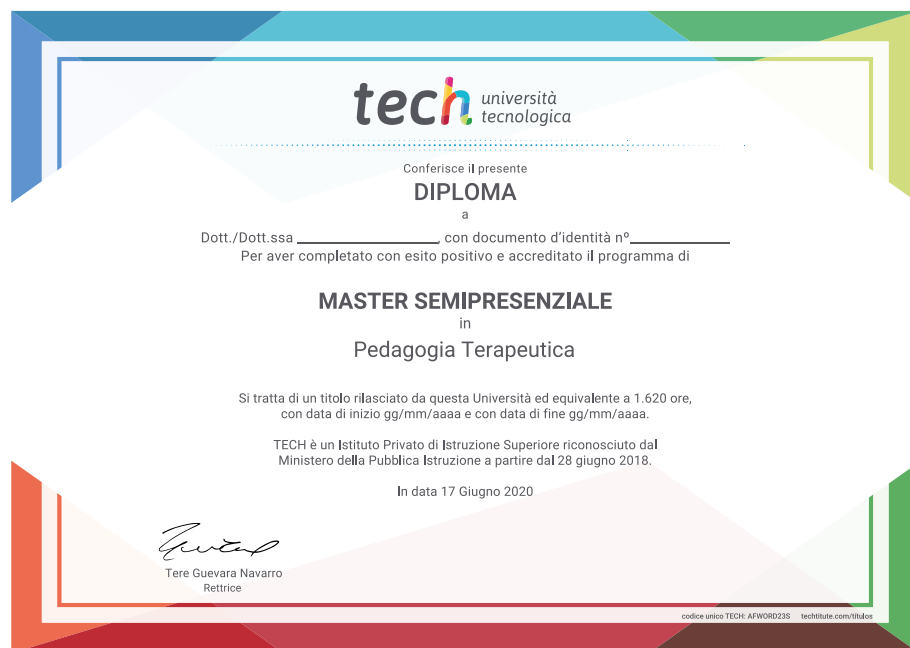 tech università
tecnologica
Conferisce il presente
DIPLOMA
a
Dott./Dott.ssa ________________, con documento d'identità nº____________
Per aver completato con esito positivo e accreditato il programma di
MASTER SEMIPRESENZIALE
in
Pedagogia Terapeutica
Si tratta di un titolo rilasciato da questa Università ed equivalente a 1.620 ore,
con data di inizio gg/mm/aaaa e con data di fine gg/mm/aaaa.
TECH è un Istituto Privato di Istruzione Superiore riconosciuto dal
Ministero della Pubblica Istruzione a partire dal 28 giugno 2018.
In data 17 Giugno 2020
Tere Guevara Navarro
Rettrice
codice unico TECH: AFWORD23S techtitute.com/titulos